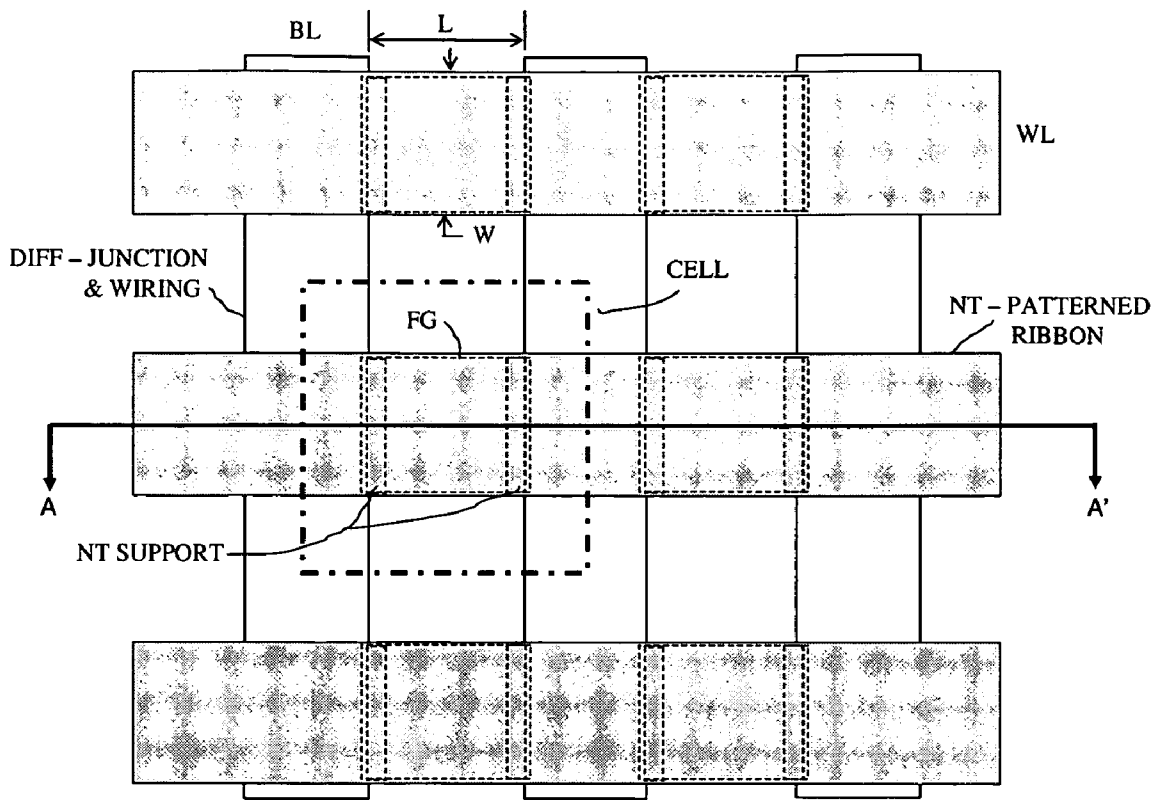 BL
L
WL
W
DIFF – JUNCTION
& WIRING
CELL
FG
NT – PATTERNED
RIBBON
A
A'
NT SUPPORT